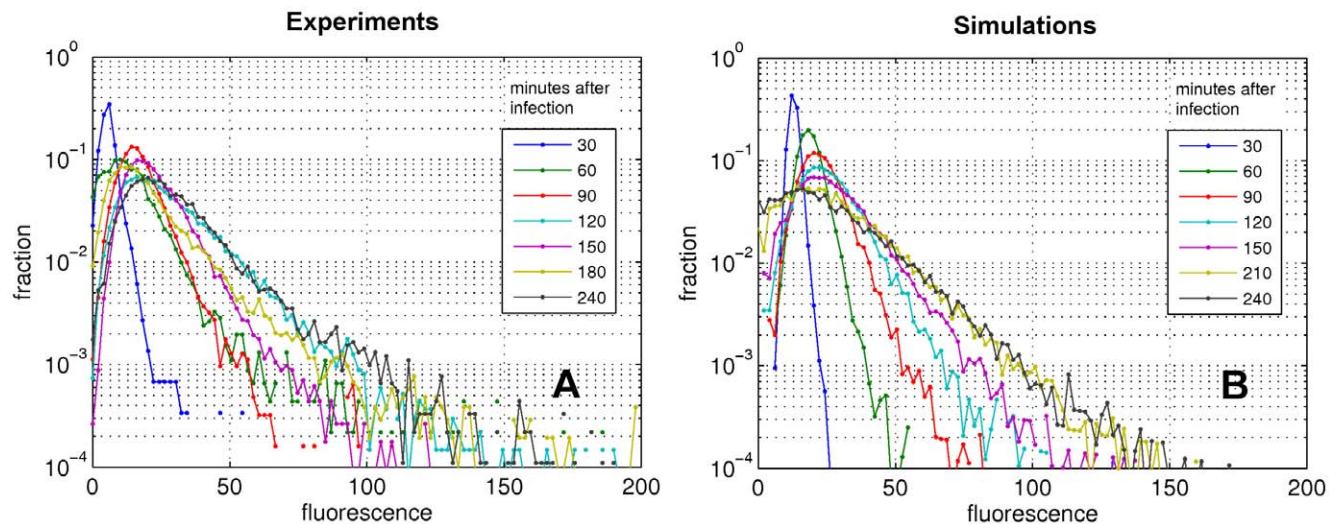 Experiments
10^0
10^-1
10^-2
10^-3
10^-4
fraction
0
50
100
150
200
fluorescence
minutes after
infection
30
60
90
120
150
180
240
A
Simulations
10^0
10^-1
10^-2
10^-3
10^-4
fraction
0
50
100
150
200
fluorescence
minutes after
infection
30
60
90
120
150
210
240
B